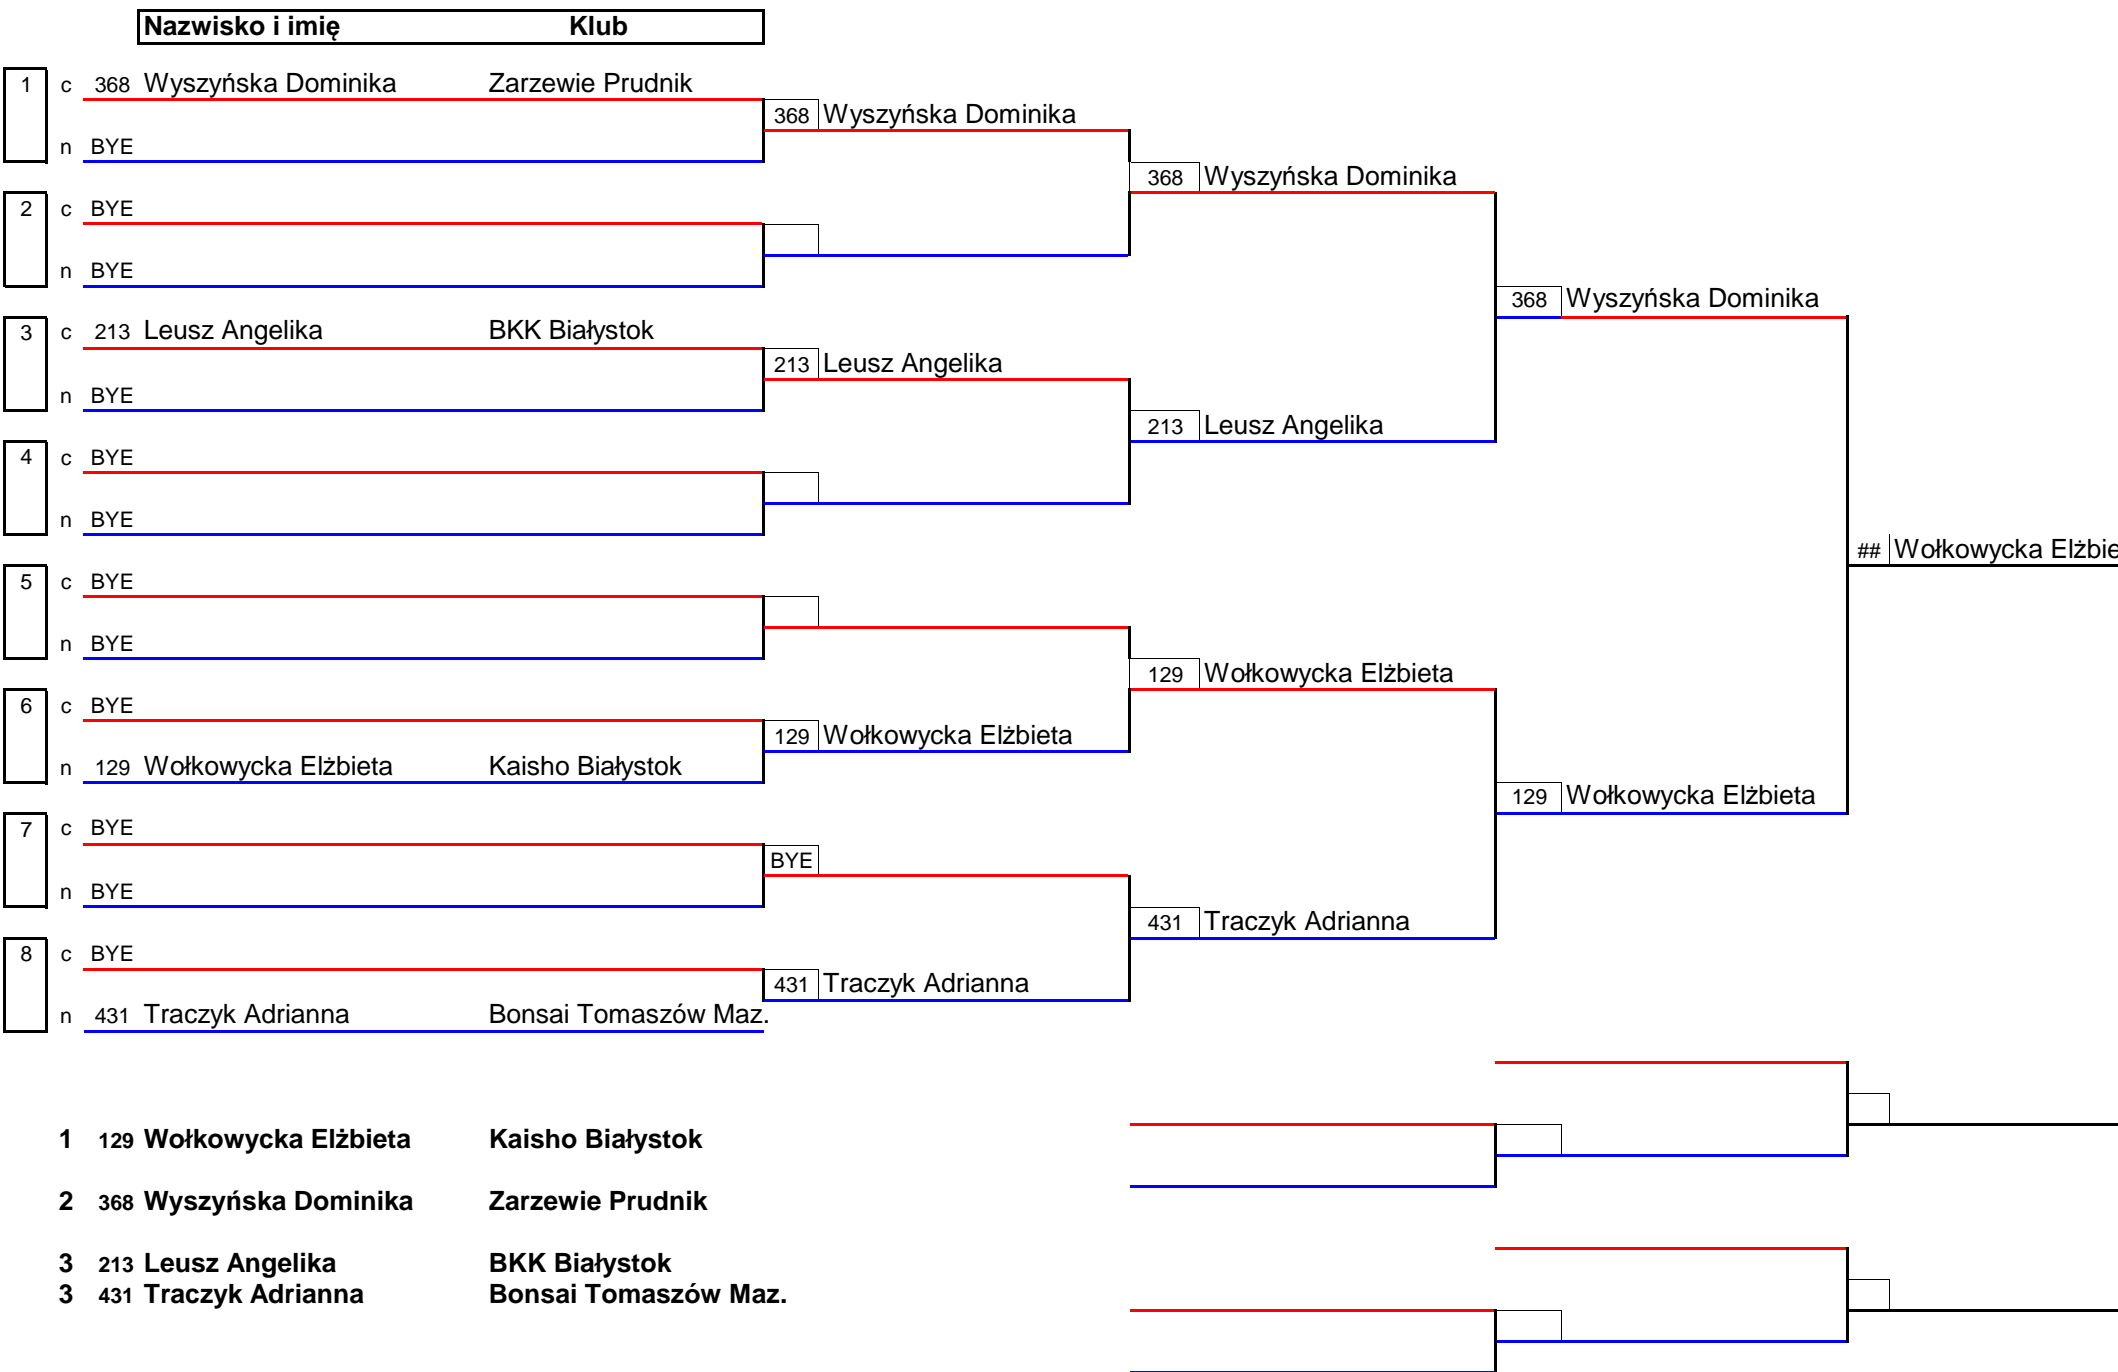 Nazwisko i imię Klub
1 c 368 Wyszyńska Dominika Zarzewie Prudnik
368 Wyszyńska Dominika
n BYE
368 Wyszyńska Dominika
2 c BYE
n BYE
368 Wyszyńska Dominika
3 c 213 Leusz Angelika BKK Białystok
213 Leusz Angelika
n BYE
213 Leusz Angelika
4 c BYE
n BYE
## Wołkowycka Elżbie
5 c BYE
n BYE
129 Wołkowycka Elżbieta
6 c BYE
129 Wołkowycka Elżbieta
n 129 Wołkowycka Elżbieta Kaisho Białystok
129 Wołkowycka Elżbieta
7 c BYE
BYE
n BYE
431 Traczyk Adrianna
8 c BYE
431 Traczyk Adrianna
n 431 Traczyk Adrianna Bonsai Tomaszów Maz.
1 129 Wołkowycka Elżbieta Kaisho Białystok
2 368 Wyszyńska Dominika Zarzewie Prudnik
3 213 Leusz Angelika BKK Białystok
3 431 Traczyk Adrianna Bonsai Tomaszów Maz.